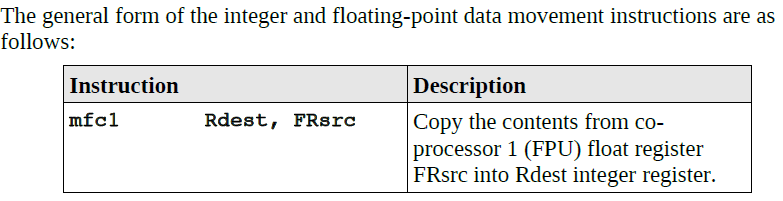 The general form of the integer and floating-point data movement instructions are as
follows:
Instruction Description
mfc1 Rdest, FRsrc Copy the contents from co-
processor 1 (FPU) float register
FRsrc into Rdest integer register.